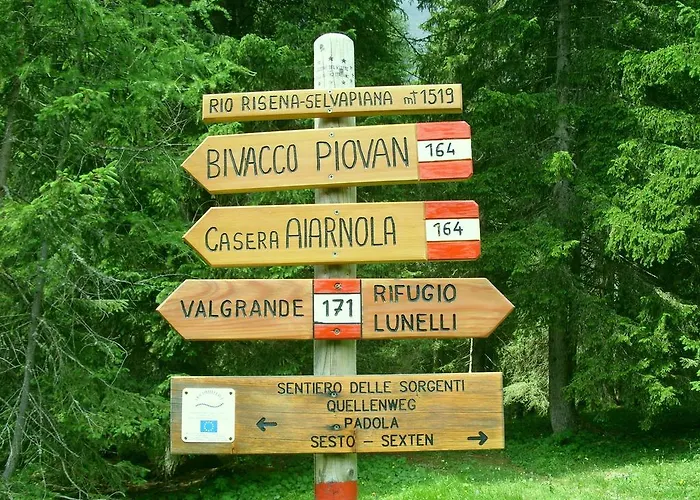 RIO RISENA-SELVAPIANA mt 1519
BIVACCO PIOVAN 164
CASERA AIARNOLA 164
VALGRANDE 171 RIFUGIO
LUNELLI
SENTIERO DELLE SORGENTI
QUELLENWEG
← PADOLA
SESTO – SEXTEN →